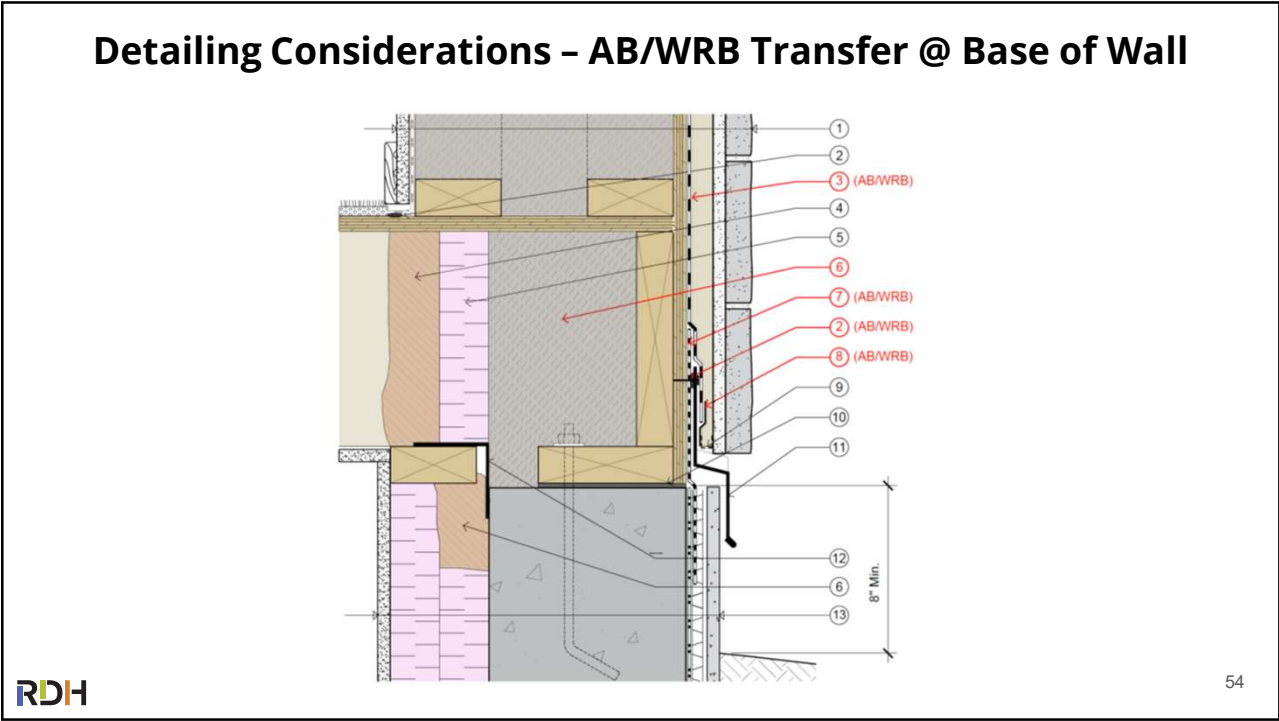 Detailing Considerations – AB/WRB Transfer @ Base of Wall
1
2
3 (AB/WRB)
4
5
6
7 (AB/WRB)
2 (AB/WRB)
8 (AB/WRB)
9
10
11
12
6
13
8" Min.
RDH
54